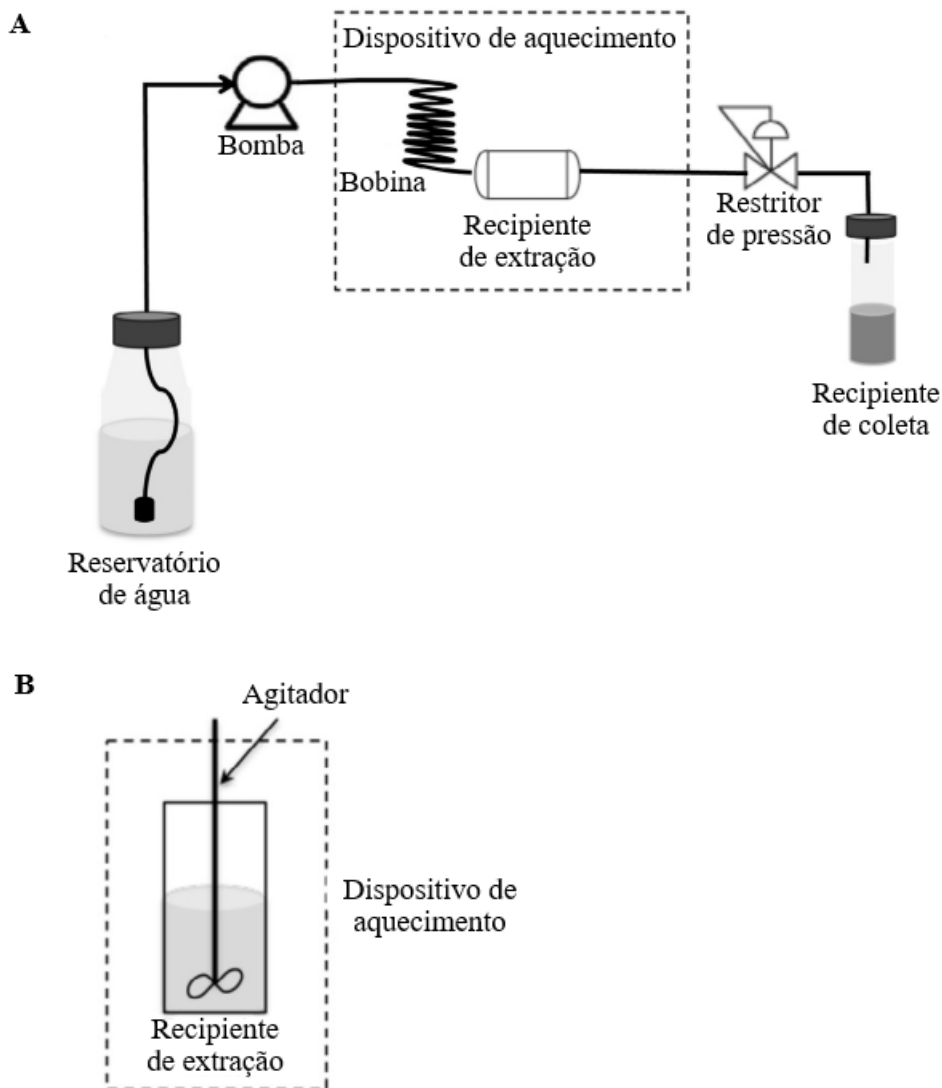 A
Dispositivo de aquecimento
Bomba
Bobina
Recipiente
de extração
Restritor
de pressão
Recipiente
de coleta
Reservatório
de água
B
Agitador
Dispositivo de
aquecimento
Recipiente
de extração